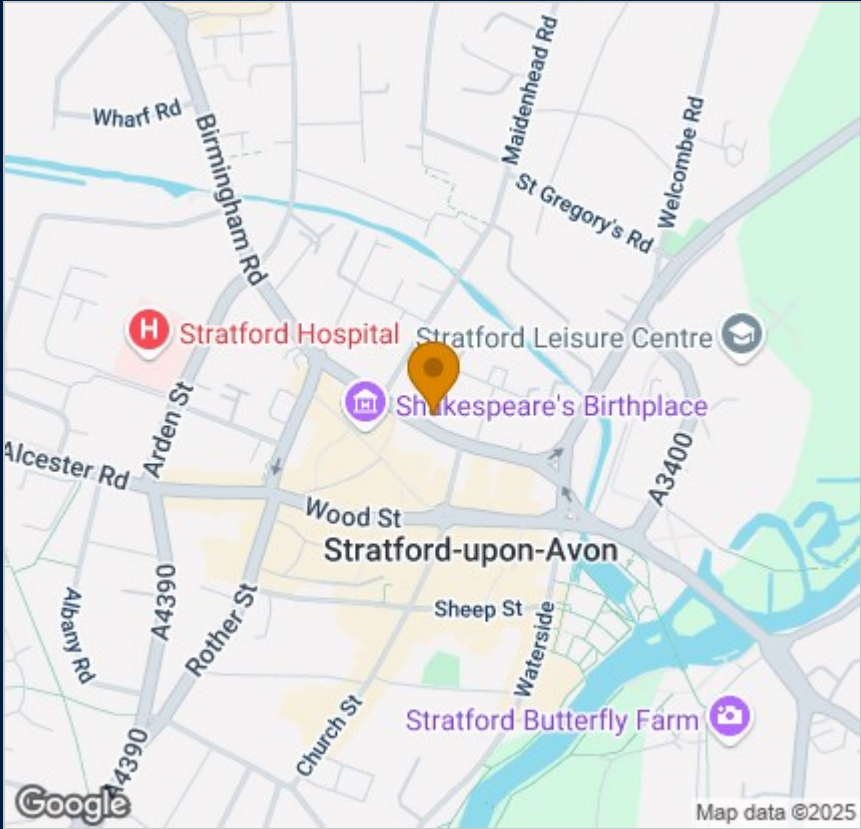 Maidenhead Rd
Wharf Rd
Birmingham Rd
Welcombe Rd
St Gregory's Rd
H
Stratford Hospital
Stratford Leisure Centre
Shakespeare's Birthplace
Arden St
Alcester Rd
A3400
Wood St
Stratford-upon-Avon
A4390
Albany Rd
Rother St
Sheep St
Waterside
Church St
Stratford Butterfly Farm
A4390
Google
Map data ©2025